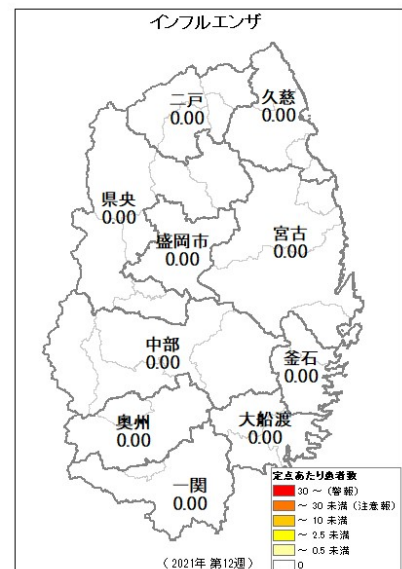 インフルエンザ
二戸
0.00
久慈
0.00
県央
0.00
盛岡市
0.00
宮古
0.00
中部
0.00
釜石
0.00
奥州
0.00
大船渡
0.00
一関
0.00
定点あたり患者数
30 ～ (警報)
～ 30 未満 (注意報)
～ 10 未満
～ 2.5 未満
～ 0.5 未満
0
( 2021年 第12週 )